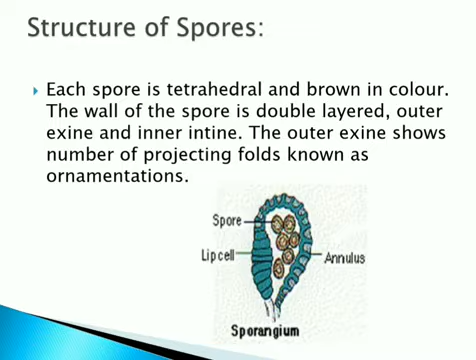 Structure of Spores:
Each spore is tetrahedral and brown in colour.
The wall of the spore is double layered, outer
exine and inner intine. The outer exine shows
number of projecting folds known as
ornamentations.
Spore
Lip cell
Annulus
Sporangium